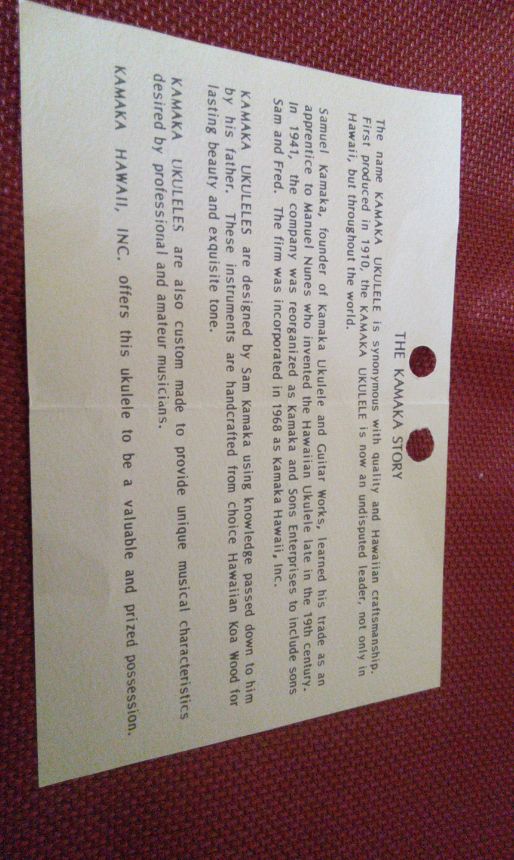 THE KAMAKA STORY
The name KAMAKA UKULELE is synonymous with quality and Hawaiian craftsmanship.
First produced in 1910, the KAMAKA UKULELE is now an undisputed leader, not only in
Hawaii, but throughout the world.
Samuel Kamaka, founder of Kamaka Ukulele and Guitar Works, learned his trade as an
apprentice to Manuel Nunes who invented the Hawaiian Ukulele late in the 19th century.
In 1941, the company was reorganized as Kamaka and Sons Enterprises to include sons
Sam and Fred. The firm was incorporated in 1968 as Kamaka Hawaii, Inc.
KAMAKA UKULELES are designed by Sam Kamaka using knowledge passed down to him
by his father. These instruments are handcrafted from choice Hawaiian Koa Wood for
lasting beauty and exquisite tone.
KAMAKA UKULELES are also custom made to provide unique musical characteristics
desired by professional and amateur musicians.
KAMAKA HAWAII, INC. offers this ukulele to be a valuable and prized possession.